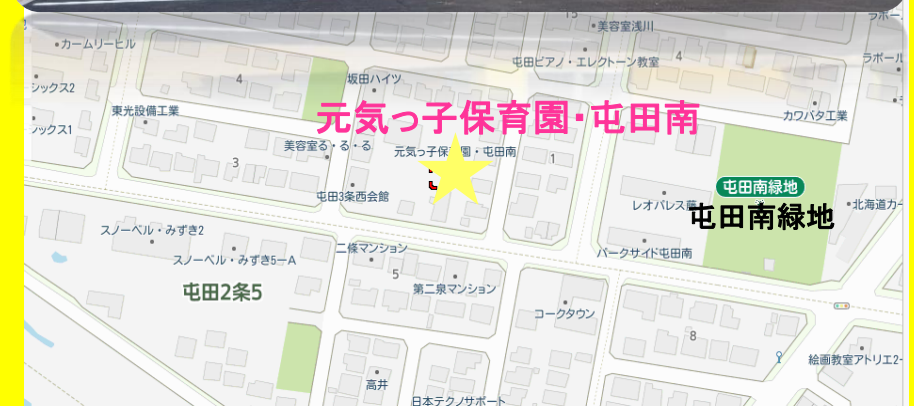 15
美容室浅川
カームリーヒル
4
屯田ピアノ・エレクトーン教室
4
坂田ハイツ
シックス2
東光設備工業
元気っ子保育園・屯田南
カワバタ工業
シックス1
美容室る・る・る
元気っ子保 園・屯田南
1
3
屯田3条西会館
屯田南緑地
レオパレス
屯田南緑地
北海道カー
スノーベル・みずき2
二條マンション
パークサイド屯田南
スノーベル・みずき5-A
5
第二泉マンション
屯田2条5
コークタウン
8
絵画教室アトリエ2-
高井
日本テクノサポート